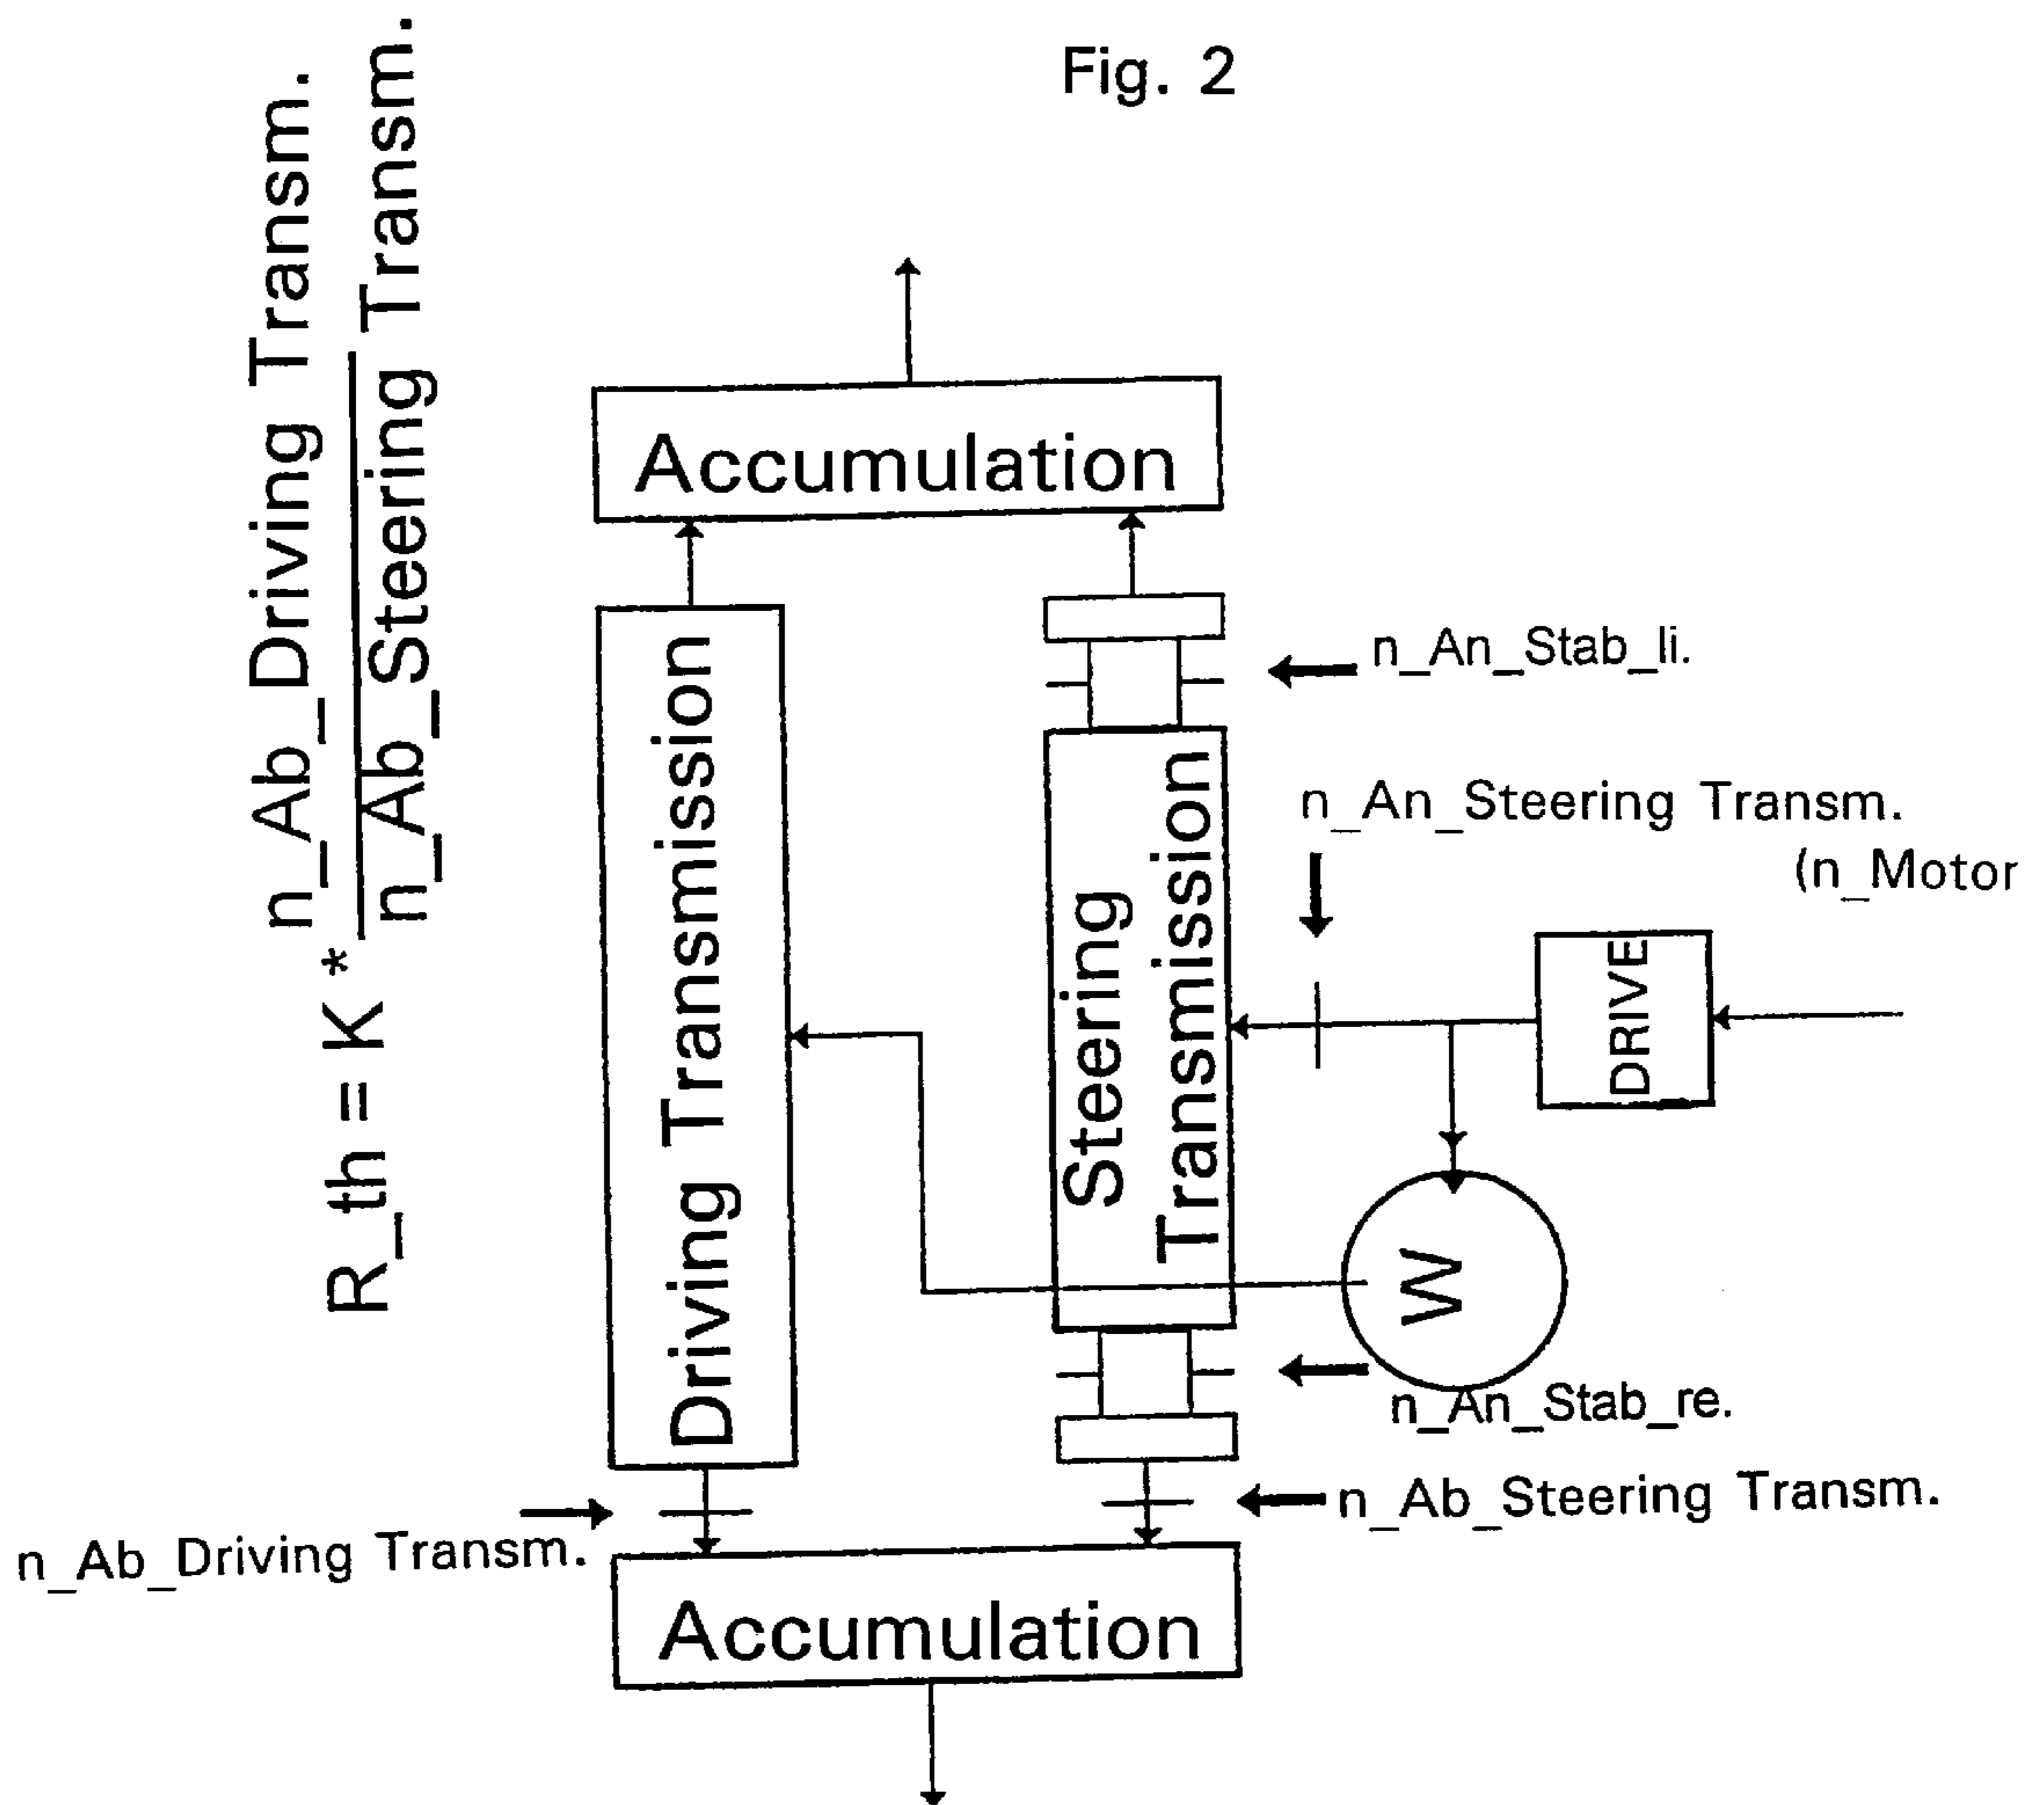 Fig. 2
n_Ab_Driving Transm.
R_th = K *
n_Ab_Steering Transm.
Accumulation
Driving Transmission
Steering
Transmission
n_An_Stab_li.
n_An_Steering Transm.
(n_Motor
DRIVE
W
n_An_Stab_re.
n_Ab_Steering Transm.
n_Ab_Driving Transm.
Accumulation